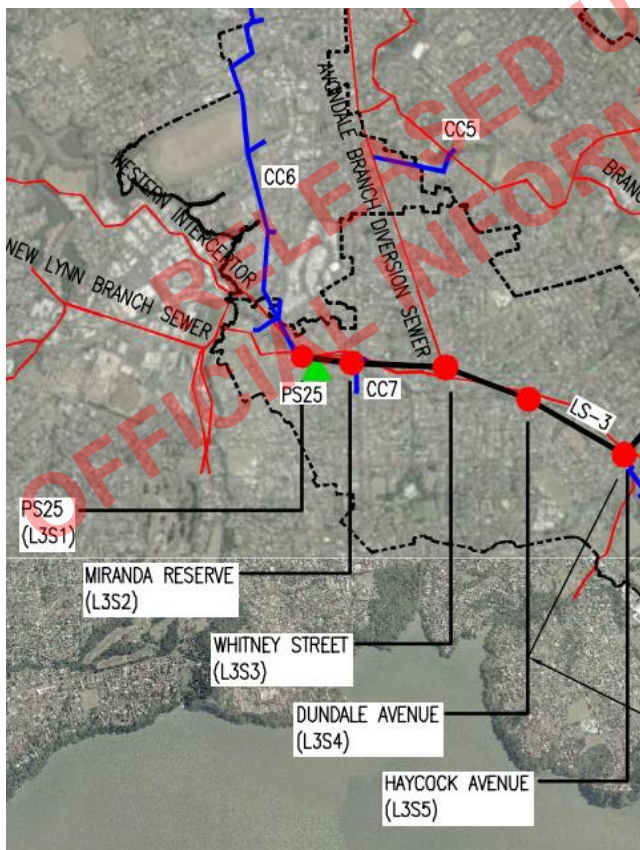 RELEASED U
OFFICIAL INFORM
AVONDALE BRANCH DIVERSION SEWER
CC5
BRANC
CC6
WESTERN INTERCEPTOR
NEW LYNN BRANCH SEWER
PS25
CC7
LS-3
PS25
(L3S1)
MIRANDA RESERVE
(L3S2)
WHITNEY STREET
(L3S3)
DUNDALE AVENUE
(L3S4)
HAYCOCK AVENUE
(L3S5)